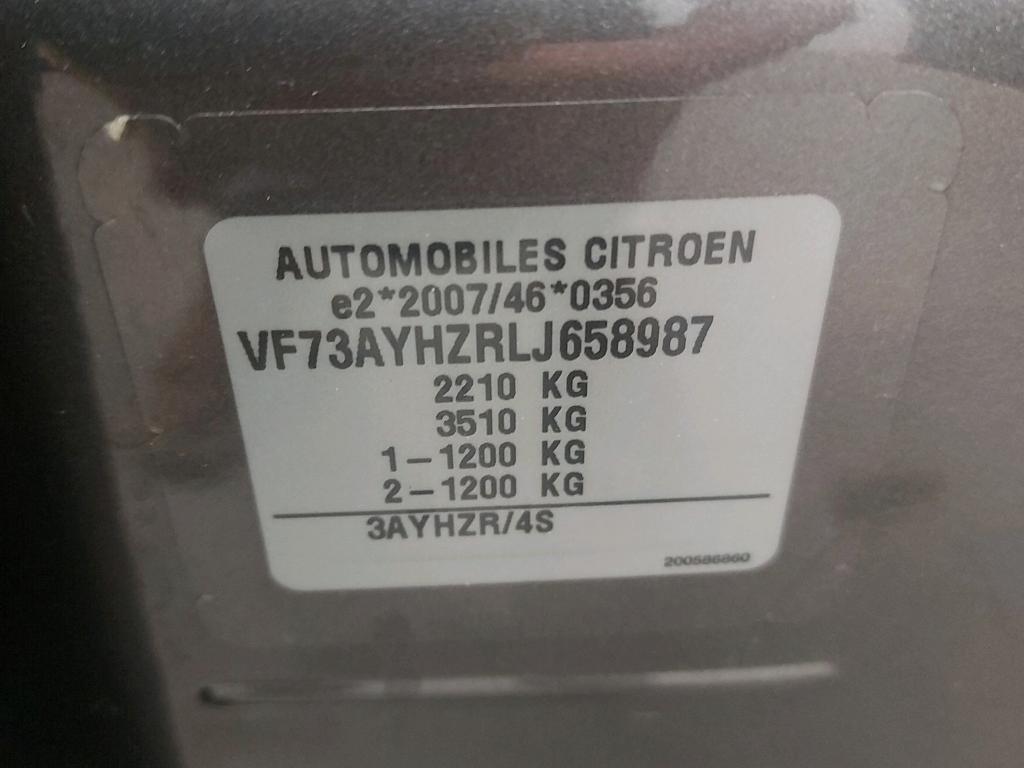 AUTOMOBILES CITROEN
e2*2007/46*0356
VF73AYHZRLJ658987
2210 KG
3510 KG
1-1200 KG
2-1200 KG
3AYHZR/4S
200586860